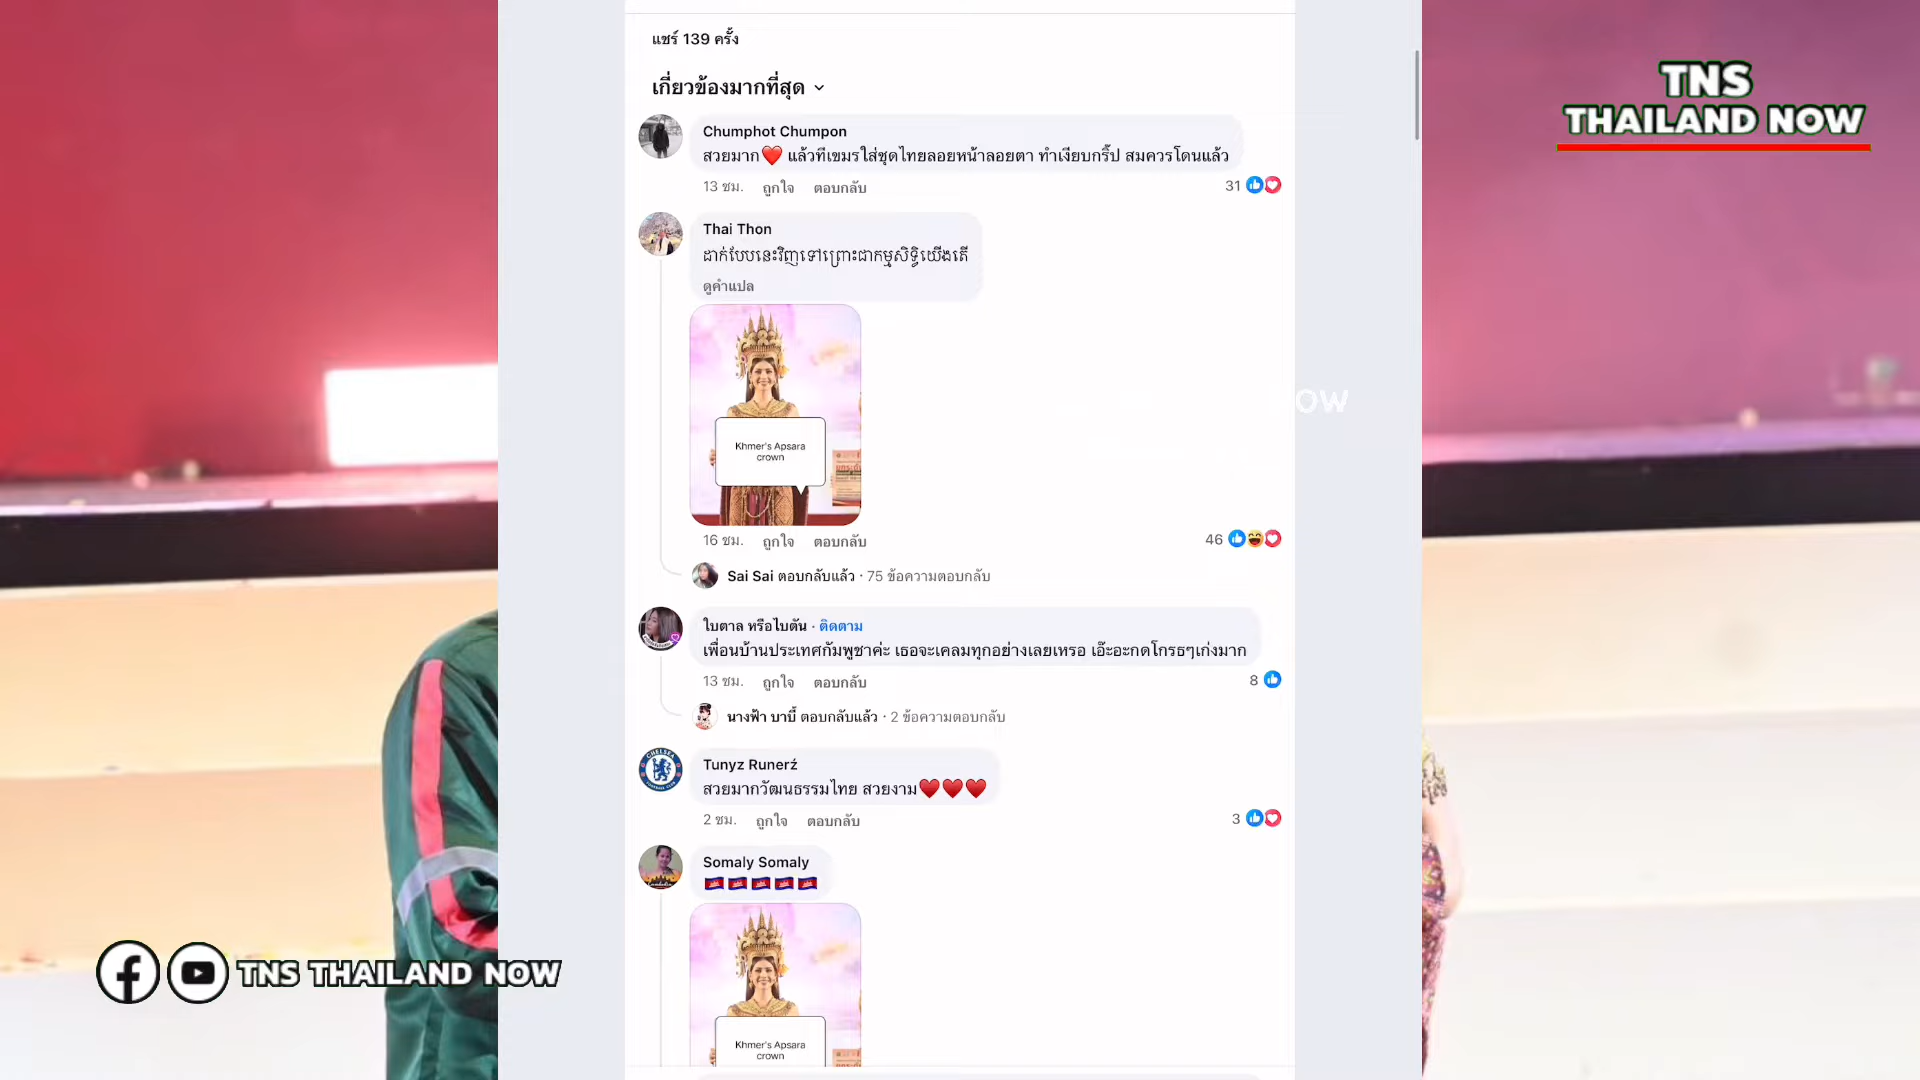 แชร์ 139 ครั้ง
TNS
THAILAND NOW
เกี่ยวข้องมากที่สุด
Chumphot Chumpon
สวยมาก❤️ แล้วทีเขมรใส่ชุดไทยลอยหน้าลอยตา ทำเงียบกริ๊ป สมควรโดนแล้ว
13 ชม. ถูกใจ ตอบกลับ 31
Thai Thon
ដាក់បែបនេះវិញទៅព្រោះជាកម្មសិទ្ធិយើងតើ
ดูคำแปล
Khmer's Apsara
crown
OW
16 ชม. ถูกใจ ตอบกลับ 46
Sai Sai ตอบกลับแล้ว · 75 ข้อความตอบกลับ
ใบตาล หรือใบตัน · ติดตาม
เพื่อนบ้านประเทศกัมพูชาค่ะ เธอจะเคลมทุกอย่างเลยเหรอ เอ๊ะอะกดโกรธๆเก่งมาก
13 ชม. ถูกใจ ตอบกลับ 8
นางฟ้า บาบี้ ตอบกลับแล้ว · 2 ข้อความตอบกลับ
CHELSEA
Tunyz Runerź
สวยมากวัฒนธรรมไทย สวยงาม❤️❤️❤️
2 ชม. ถูกใจ ตอบกลับ 3
Somaly Somaly
🇰🇭🇰🇭🇰🇭🇰🇭🇰🇭
Khmer's Apsara
crown
TNS THAILAND NOW